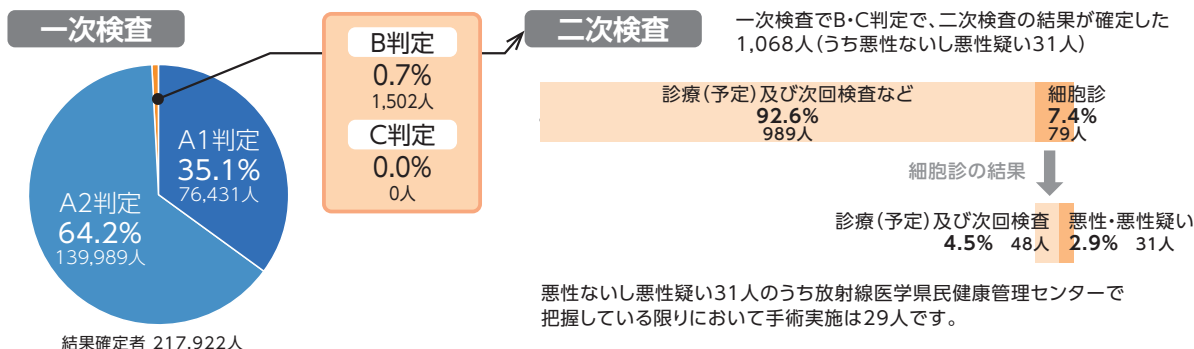 一次検査
A1判定
35.1%
76,431人
A2判定
64.2%
139,989人
結果確定者 217,922人
B判定
0.7%
1,502人
C判定
0.0%
0人
二次検査
一次検査でB・C判定で、二次検査の結果が確定した
1,068人（うち悪性ないし悪性疑い31人）
診療（予定）及び次回検査など
92.6%
989人
細胞診
7.4%
79人
細胞診の結果
診療（予定）及び次回検査
4.5% 48人
悪性・悪性疑い
2.9% 31人
悪性ないし悪性疑い31人のうち放射線医学県民健康管理センターで
把握している限りにおいて手術実施は29人です。